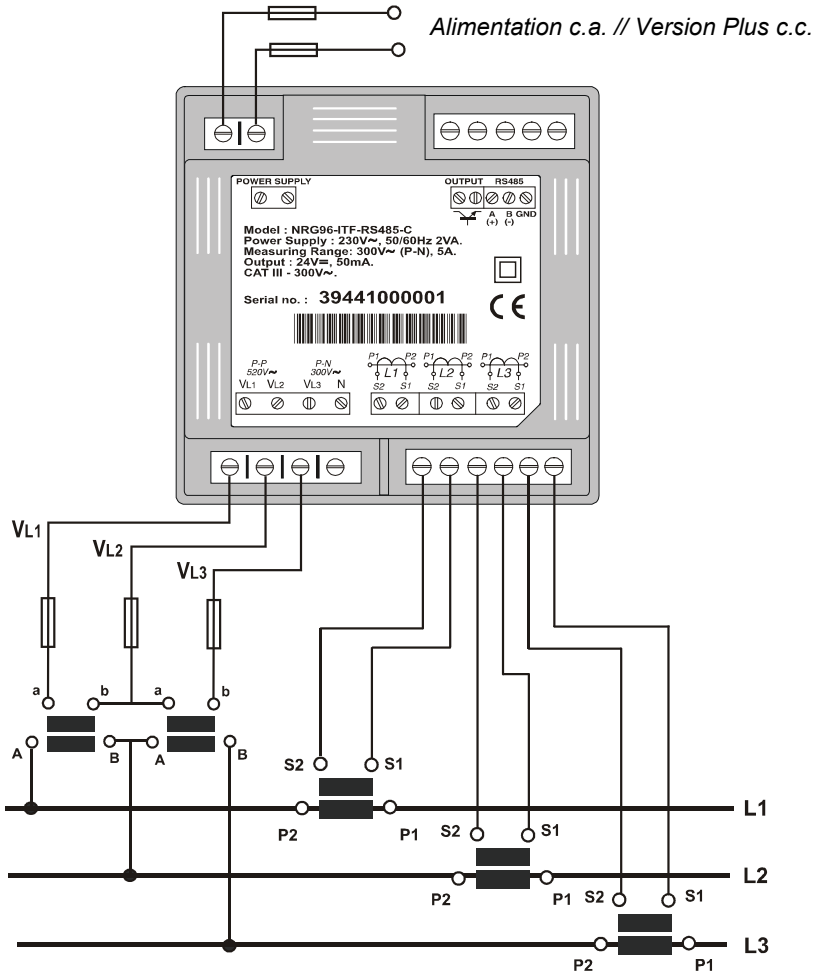 Alimentation c.a. // Version Plus c.c.
POWER SUPPLY
OUTPUT RS485
A B GND
(+) (-)
Model : NRG96-ITF-RS485-C
Power Supply : 230V~, 50/60Hz 2VA.
Measuring Range: 300V~ (P-N), 5A.
Output : 24V⎓, 50mA.
CAT III - 300V~.
CE
Serial no. : 39441000001
P-P P-N
520V~ 300V~
VL1 VL2 VL3 N
P1 P2 P1 P2 P1 P2
L1 L2 L3
S2 S1 S2 S1 S2 S1
VL1
VL2
VL3
a b a b
A B A B
S2 S1
P2 P1 L1
S2 S1
P2 P1 L2
S2 S1
P2 P1 L3